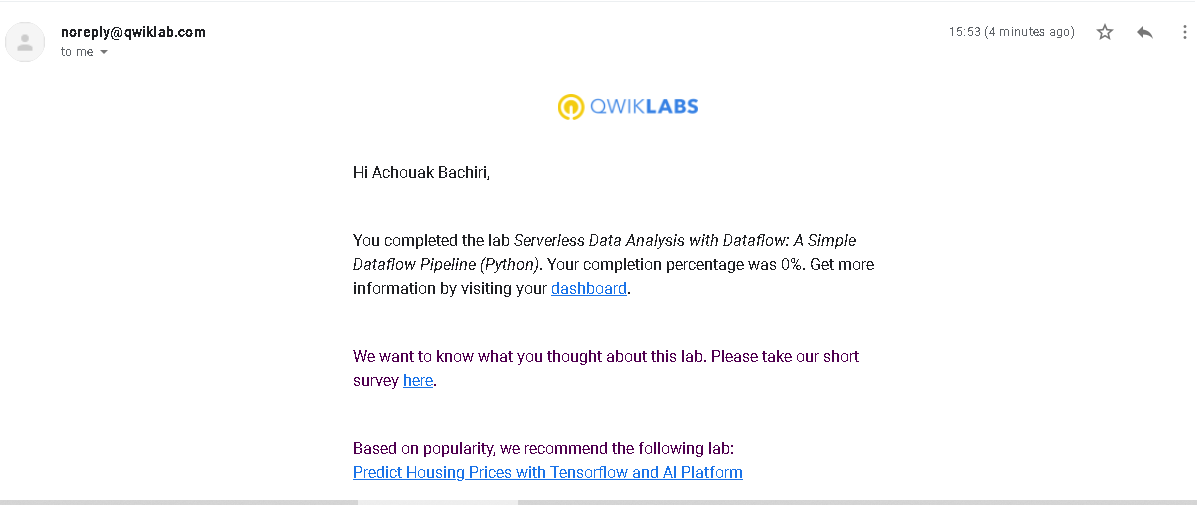 noreply@qwiklab.com
15:53 (4 minutes ago)
to me
QWIKLABS
Hi Achouak Bachiri,
You completed the lab Serverless Data Analysis with Dataflow: A Simple
Dataflow Pipeline (Python). Your completion percentage was 0%. Get more
information by visiting your dashboard.
We want to know what you thought about this lab. Please take our short
survey here.
Based on popularity, we recommend the following lab:
Predict Housing Prices with Tensorflow and AI Platform